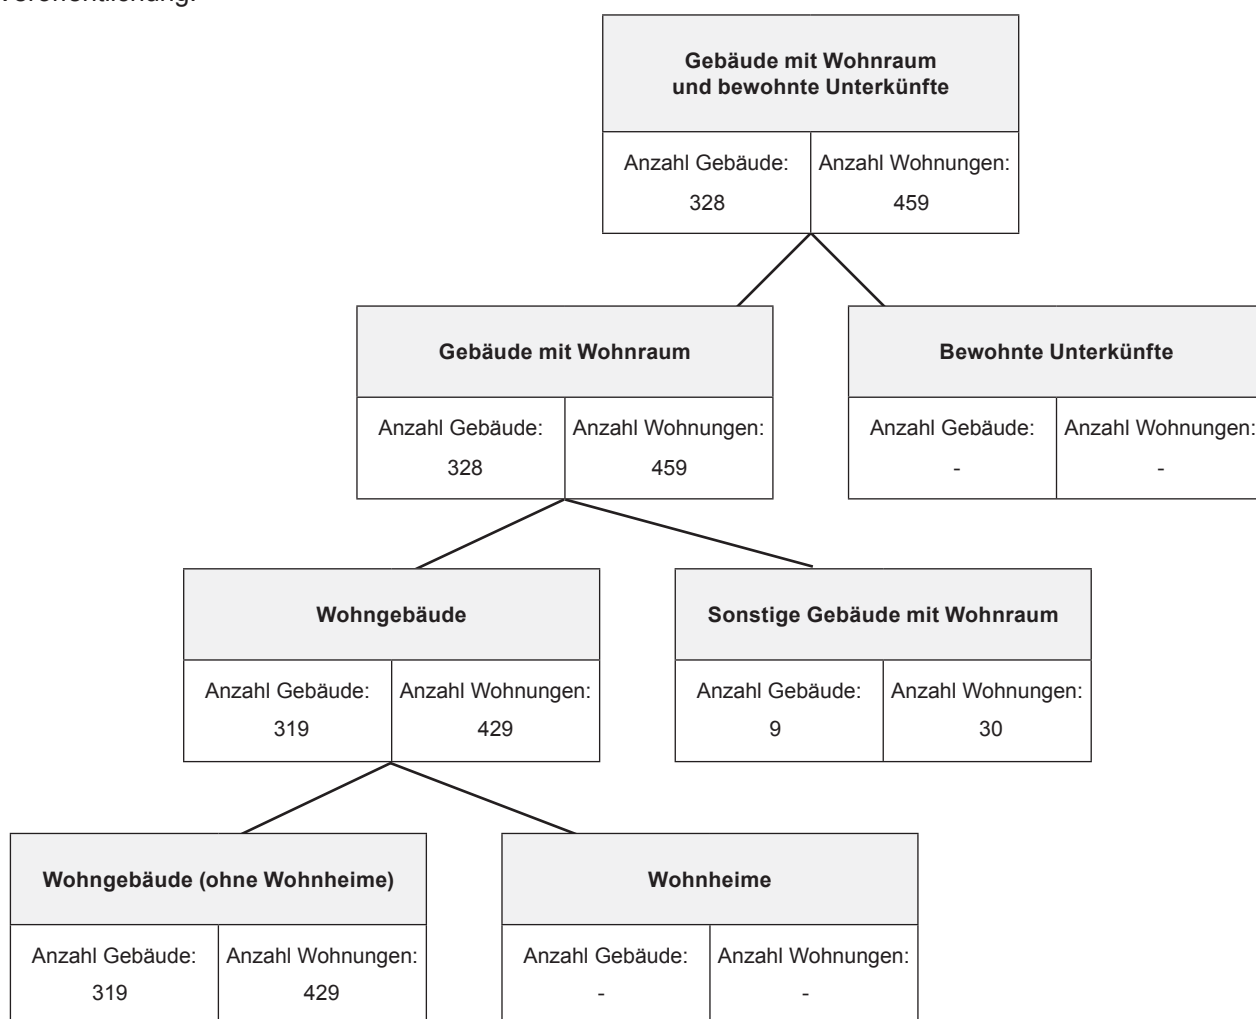 Veröffentlichung.
Gebäude mit Wohnraum
und bewohnte Unterkünfte
Anzahl Gebäude: Anzahl Wohnungen:
328 459
Gebäude mit Wohnraum Bewohnte Unterkünfte
Anzahl Gebäude: Anzahl Wohnungen: Anzahl Gebäude: Anzahl Wohnungen:
328 459 - -
Wohngebäude Sonstige Gebäude mit Wohnraum
Anzahl Gebäude: Anzahl Wohnungen: Anzahl Gebäude: Anzahl Wohnungen:
319 429 9 30
Wohngebäude (ohne Wohnheime) Wohnheime
Anzahl Gebäude: Anzahl Wohnungen: Anzahl Gebäude: Anzahl Wohnungen:
319 429 - -